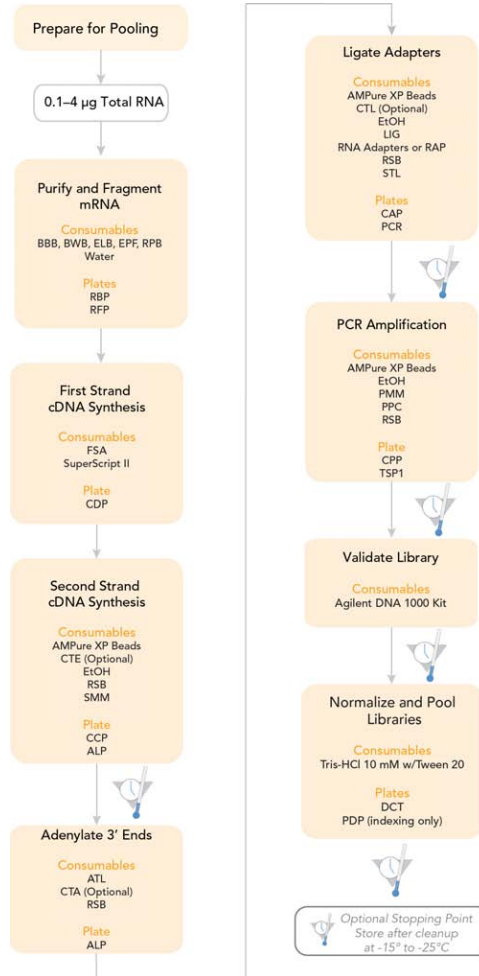 Prepare for Pooling
0.1–4 µg Total RNA
Purify and Fragment
mRNA
Consumables
BBB, BWB, ELB, EPF, RPB
Water
Plates
RBP
RFP
First Strand
cDNA Synthesis
Consumables
FSA
SuperScript II
Plate
CDP
Second Strand
cDNA Synthesis
Consumables
AMPure XP Beads
CTE (Optional)
EtOH
RSB
SMM
Plate
CCP
ALP
Adenylate 3' Ends
Consumables
ATL
CTA (Optional)
RSB
Plate
ALP
Ligate Adapters
Consumables
AMPure XP Beads
CTL (Optional)
EtOH
LIG
RNA Adapters or RAP
RSB
STL
Plates
CAP
PCR
PCR Amplification
Consumables
AMPure XP Beads
EtOH
PMM
PPC
RSB
Plate
CPP
TSP1
Validate Library
Consumables
Agilent DNA 1000 Kit
Normalize and Pool
Libraries
Consumables
Tris-HCl 10 mM w/Tween 20
Plates
DCT
PDP (indexing only)
Optional Stopping Point
Store after cleanup
at -15° to -25°C